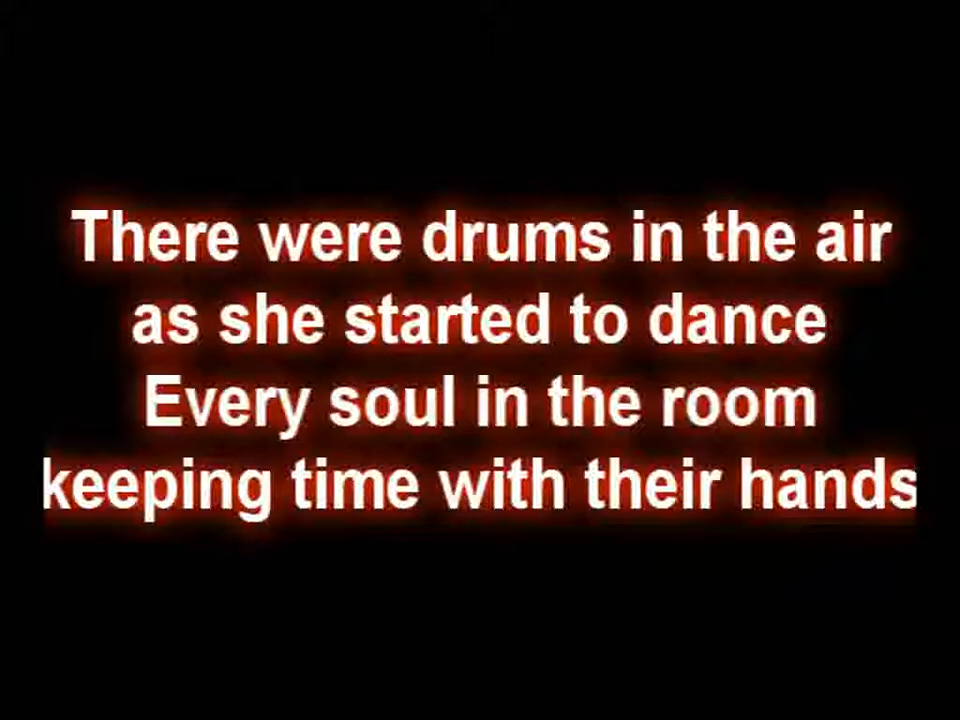 There were drums in the air
as she started to dance
Every soul in the room
keeping time with their hands